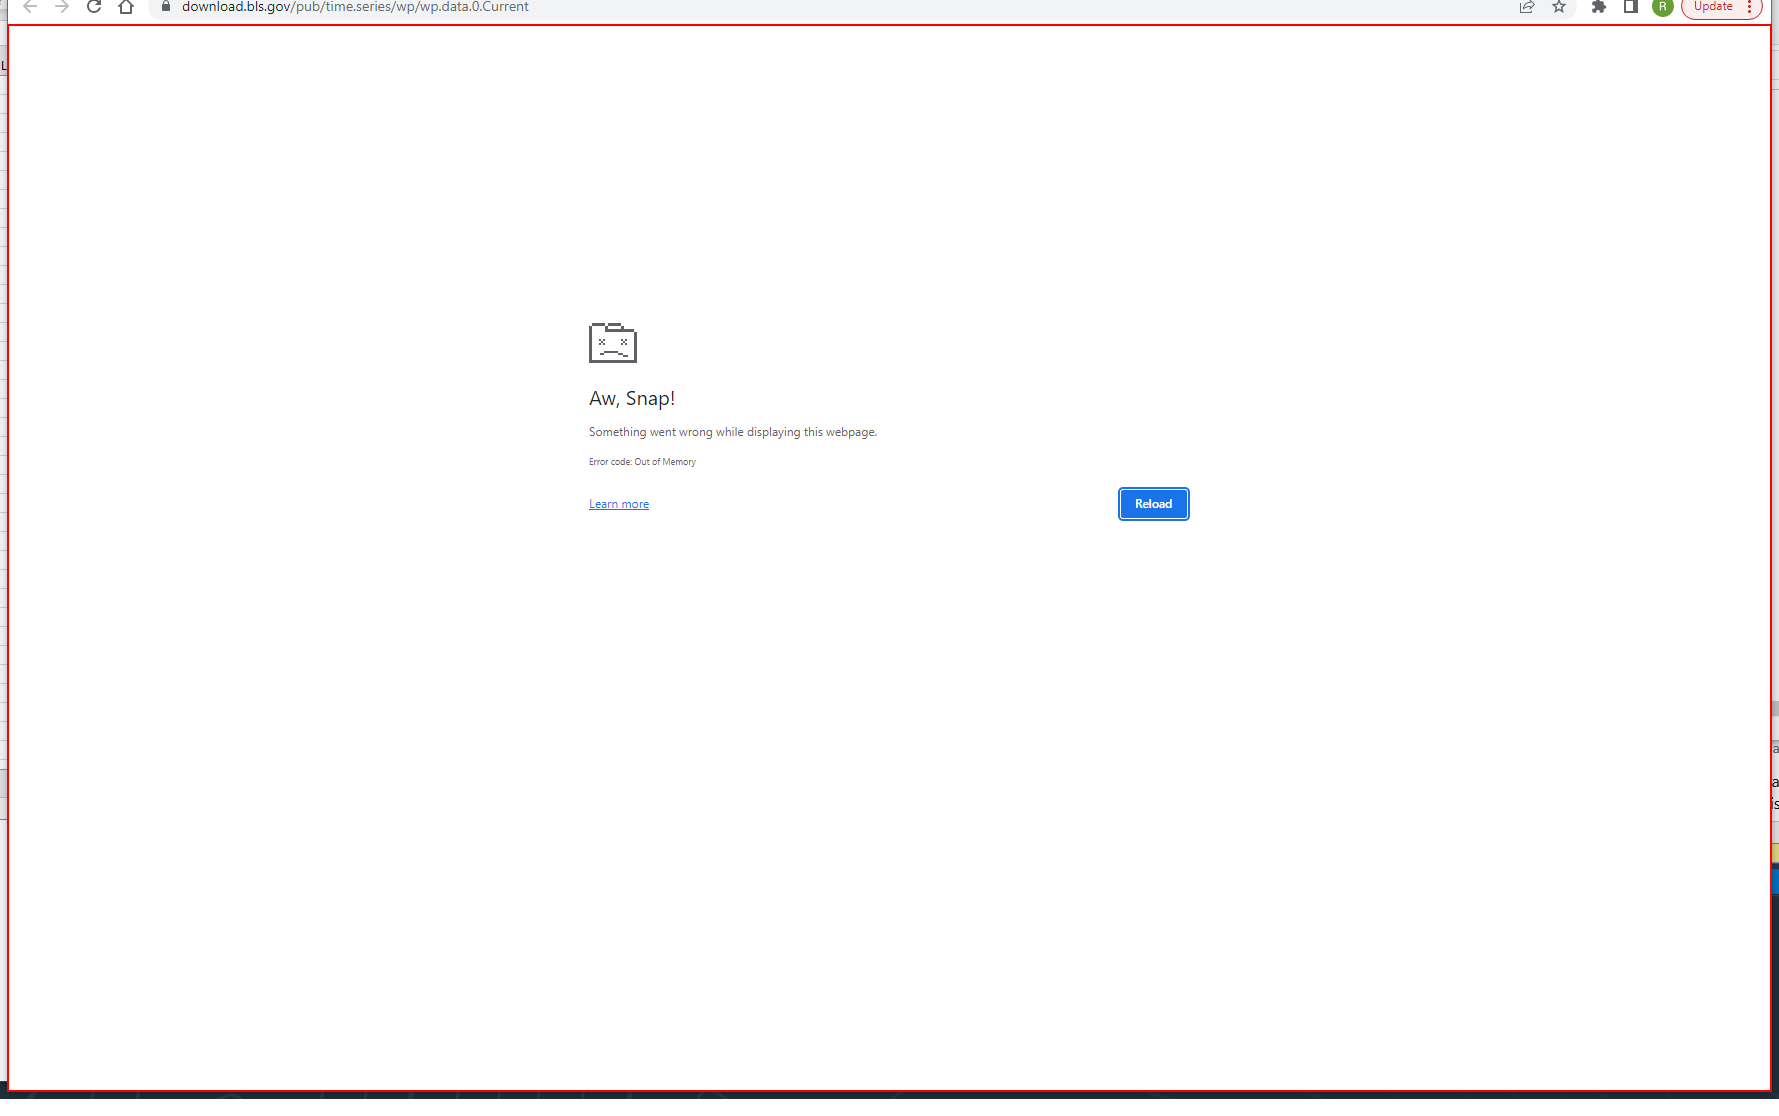 download.bls.gov/pub/time.series/wp/wp.data.0.Current
R
Update
L
Aw, Snap!
Something went wrong while displaying this webpage.
Error code: Out of Memory
Learn more
Reload
a
a
is